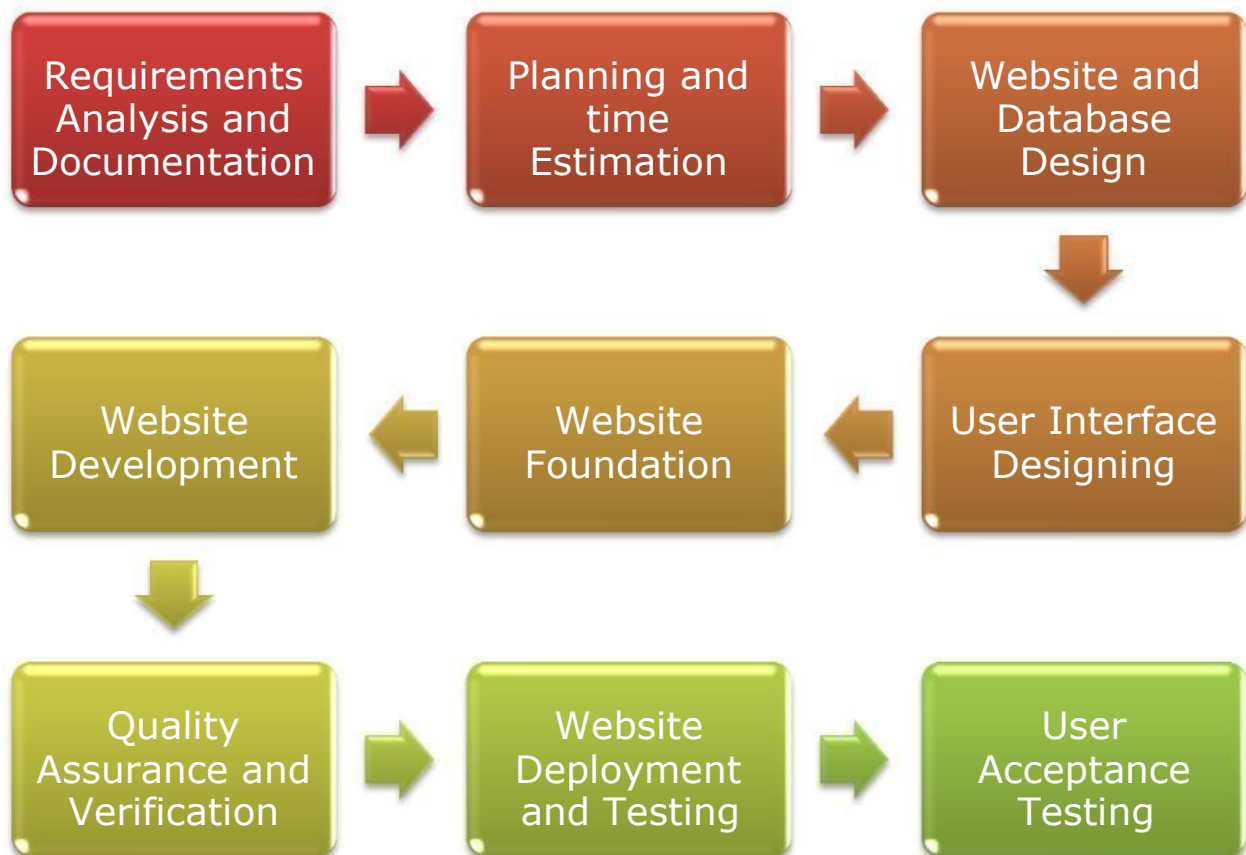 Requirements
Analysis and
Documentation
Planning and
time
Estimation
Website and
Database
Design
User Interface
Designing
Website
Foundation
Website
Development
Quality
Assurance and
Verification
Website
Deployment
and Testing
User
Acceptance
Testing